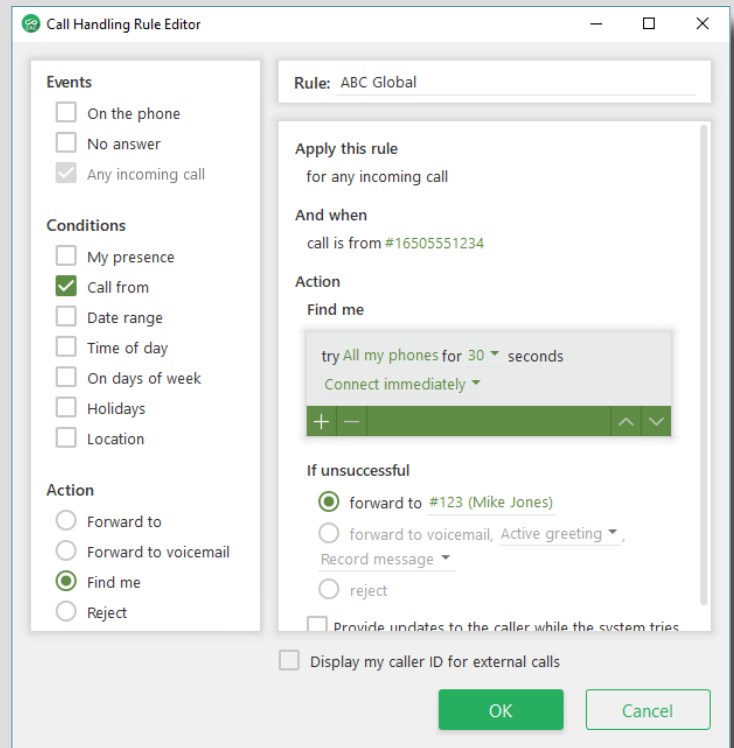 Call Handling Rule Editor
Events
On the phone
No answer
Any incoming call
Conditions
My presence
Call from
Date range
Time of day
On days of week
Holidays
Location
Action
Forward to
Forward to voicemail
Find me
Reject
Rule: ABC Global
Apply this rule
for any incoming call
And when
call is from #16505551234
Action
Find me
try All my phones for 30 seconds
Connect immediately
If unsuccessful
forward to #123 (Mike Jones)
forward to voicemail, Active greeting ,
Record message
reject
Provide updates to the caller while the system tries
Display my caller ID for external calls
OK
Cancel